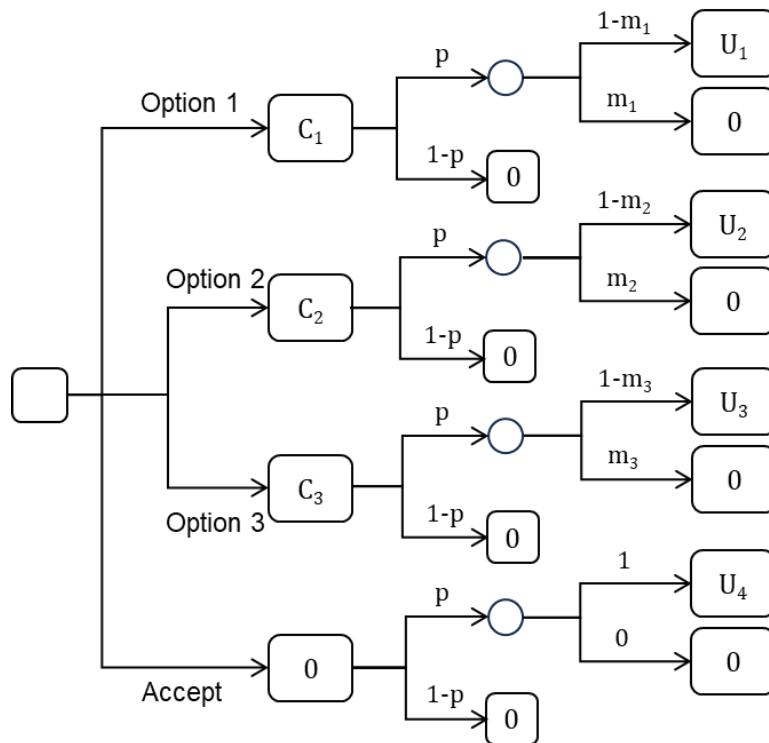 1-m₁
U₁
p
Option 1
m₁
C₁
0
1-p
0
1-m₂
U₂
p
Option 2
m₂
C₂
0
1-p
0
1-m₃
U₃
p
m₃
C₃
0
Option 3
1-p
0
1
U₄
p
0
0
0
Accept
1-p
0